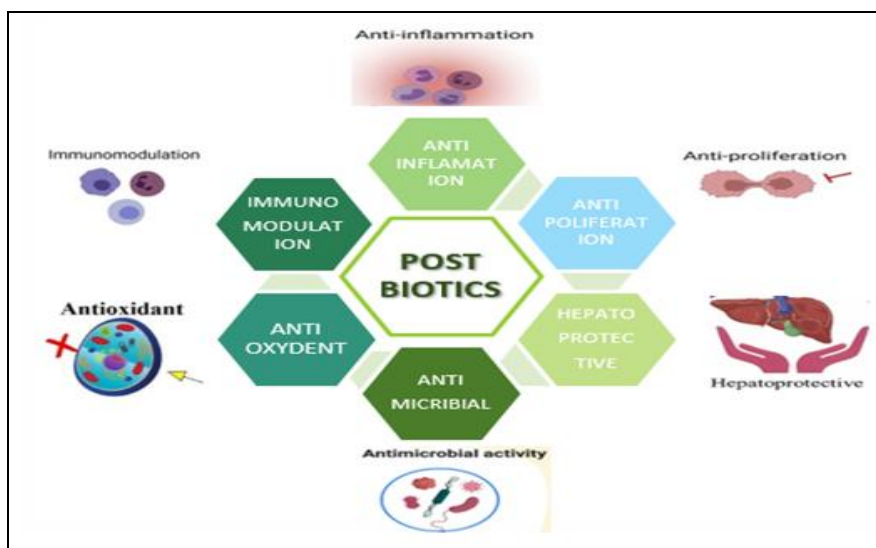 Anti-inflammation
Immunomodulation
Anti-proliferation
ANTI
INFLAMAT
ION
IMMUNO
MODULAT
ION
ANTI
POLIFERAT
ION
POST
BIOTICS
Antioxidant
ANTI
OXYDENT
HEPATO
PROTEC
TIVE
Hepatoprotective
ANTI
MICRIBIAL
Antimicrobial activity